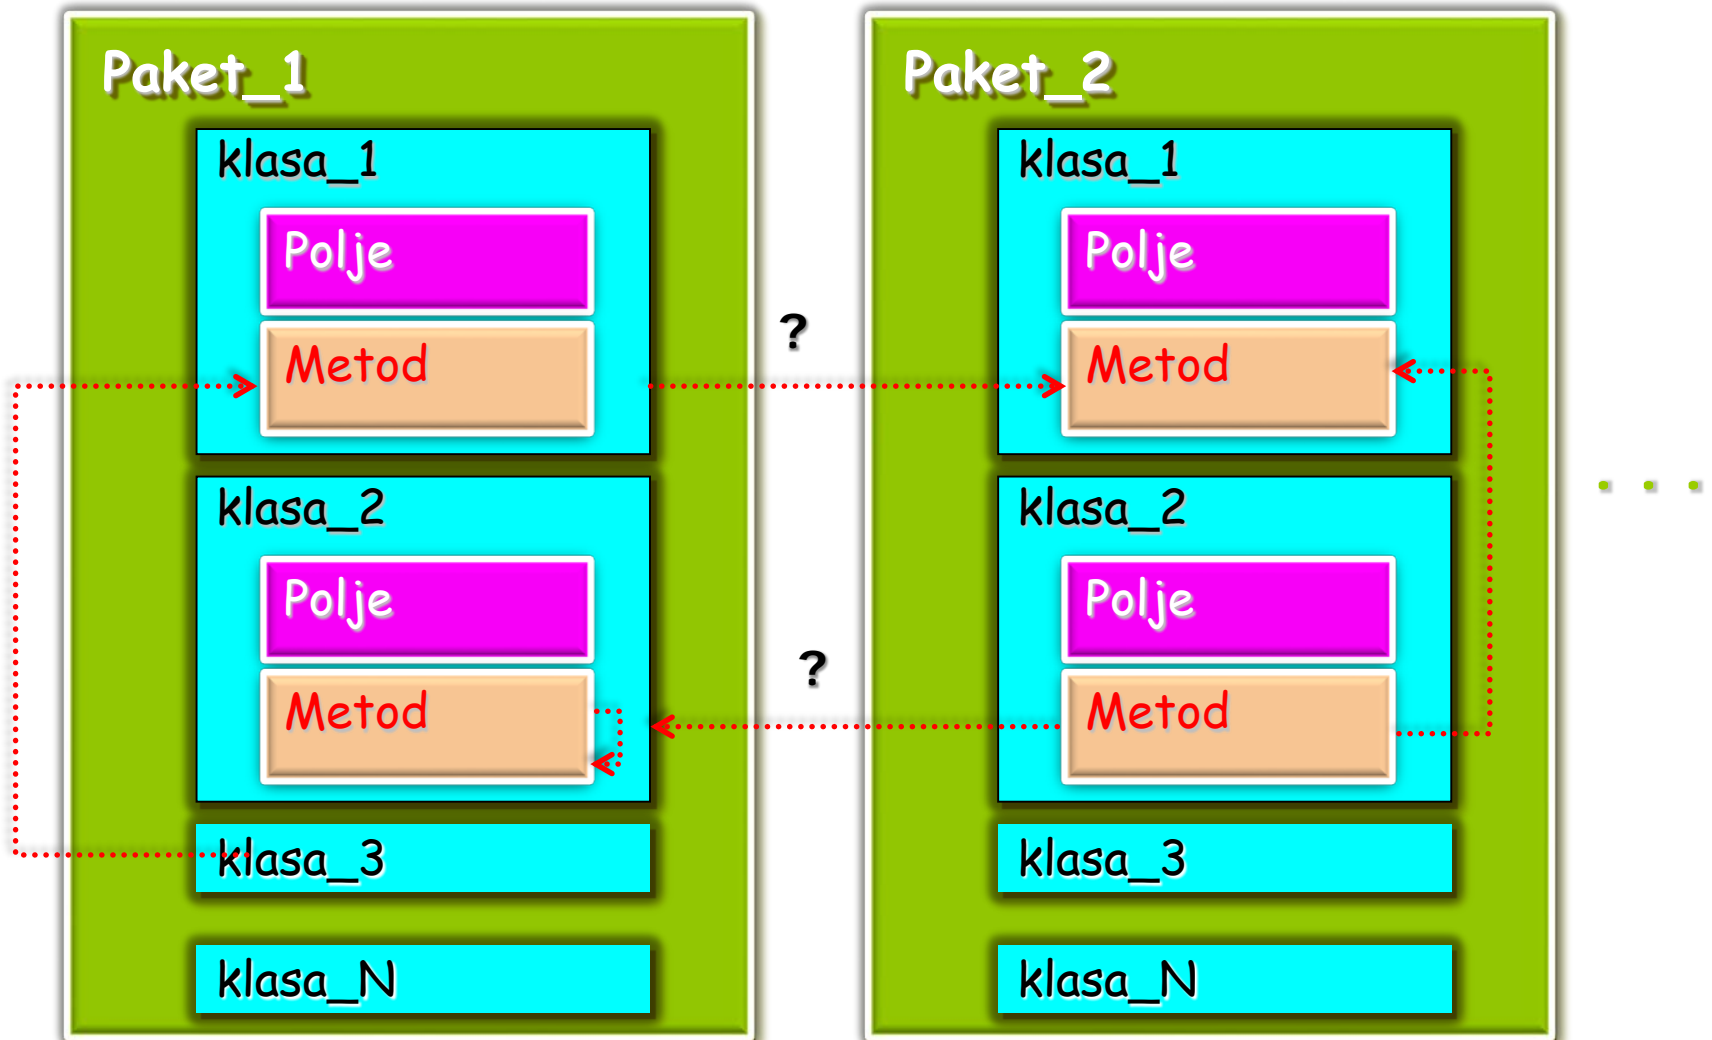 Paket_1
klasa_1
Polje
Metod
klasa_2
Polje
Metod
klasa_3
klasa_N
?
?
Paket_2
klasa_1
Polje
Metod
klasa_2
Polje
Metod
klasa_3
klasa_N
. . .